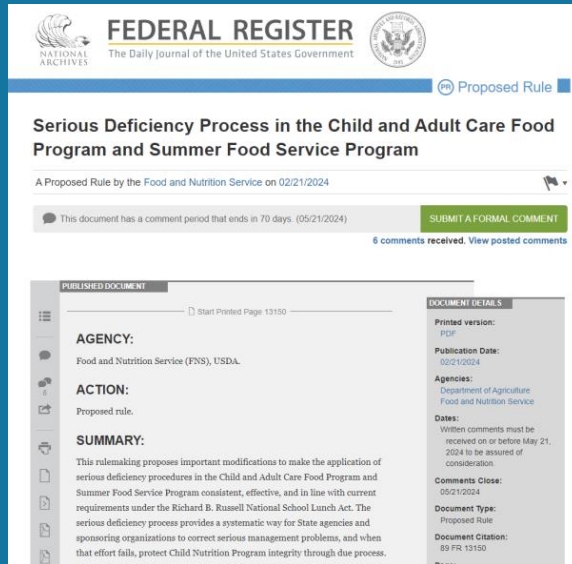 FEDERAL REGISTER
The Daily Journal of the United States Government
NATIONAL
ARCHIVES
PR Proposed Rule
Serious Deficiency Process in the Child and Adult Care Food
Program and Summer Food Service Program
A Proposed Rule by the Food and Nutrition Service on 02/21/2024
This document has a comment period that ends in 70 days. (05/21/2024)
SUBMIT A FORMAL COMMENT
6 comments received. View posted comments
PUBLISHED DOCUMENT
Start Printed Page 13150
AGENCY:
Food and Nutrition Service (FNS), USDA.
ACTION:
Proposed rule.
SUMMARY:
This rulemaking proposes important modifications to make the application of
serious deficiency procedures in the Child and Adult Care Food Program and
Summer Food Service Program consistent, effective, and in line with current
requirements under the Richard B. Russell National School Lunch Act. The
serious deficiency process provides a systematic way for State agencies and
sponsoring organizations to correct serious management problems, and when
that effort fails, protect Child Nutrition Program integrity through due process.
6
DOCUMENT DETAILS
Printed version:
PDF
Publication Date:
02/21/2024
Agencies:
Department of Agriculture
Food and Nutrition Service
Dates:
Written comments must be
received on or before May 21,
2024 to be assured of
consideration.
Comments Close:
05/21/2024
Document Type:
Proposed Rule
Document Citation:
89 FR 13150